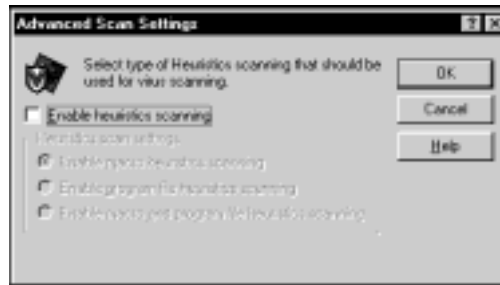 Advanced Scan Settings
Select type of Heuristics scanning that should be
used for virus scanning.
Enable heuristics scanning
Heuristics scan settings
Enable macro heuristics scanning
Enable program file heuristics scanning
Enable macro and program file heuristics scanning
OK
Cancel
Help